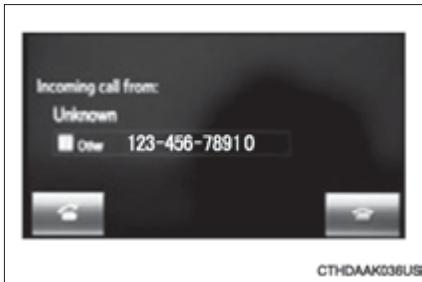 Incoming call from:
Unknown
Other 123-456-78910
CTHDAAK036US